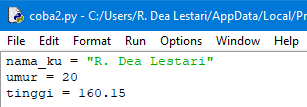 coba2.py - C:/Users/R. Dea Lestari/AppData/Local/Pr
File Edit Format Run Options Window Help
nama_ku = "R. Dea Lestari"
umur = 20
tinggi = 160.15